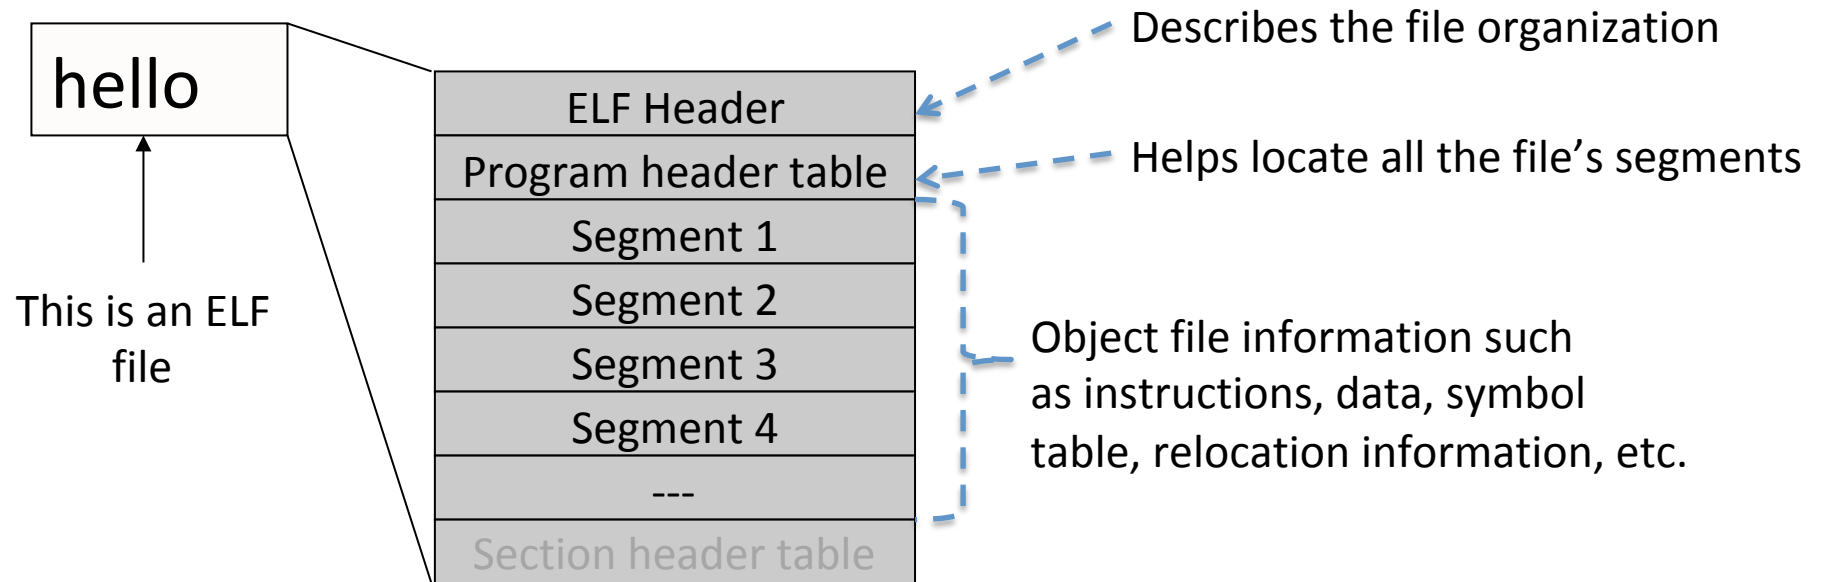 hello
This is an ELF
file
ELF Header
Program header table
Segment 1
Segment 2
Segment 3
Segment 4
---
Section header table
Describes the file organization
Helps locate all the file’s segments
Object file information such
as instructions, data, symbol
table, relocation information, etc.